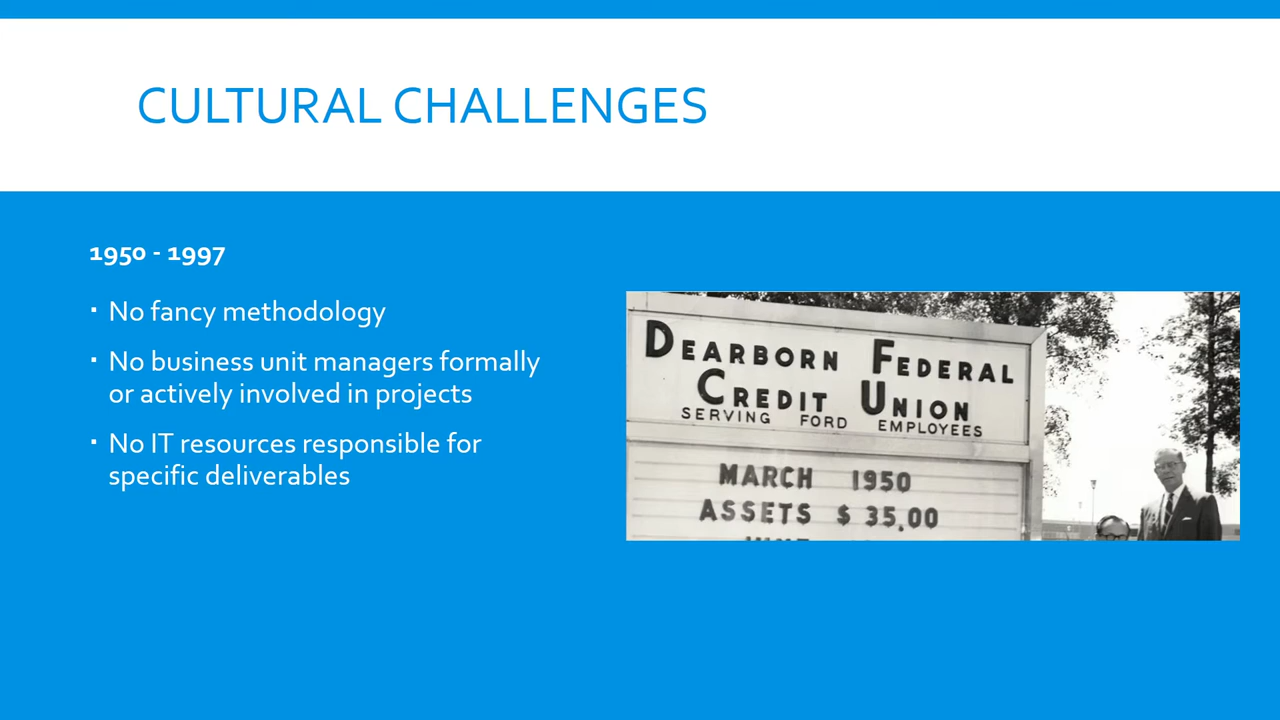 CULTURAL CHALLENGES
1950 - 1997
▪ No fancy methodology
▪ No business unit managers formally
or actively involved in projects
▪ No IT resources responsible for
specific deliverables
DEARBORN FEDERAL
CREDIT UNION
SERVING FORD EMPLOYEES
MARCH 1950
ASSETS $ 35.00